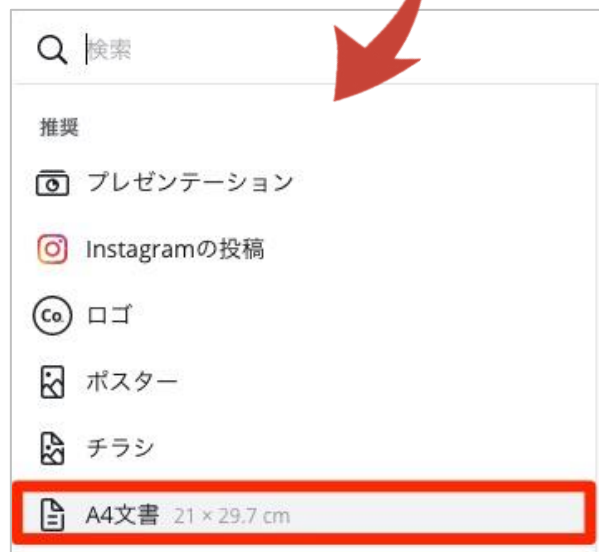 検索
推奨
プレゼンテーション
Instagramの投稿
Co. ロゴ
ポスター
チラシ
A4文書 21 × 29.7 cm